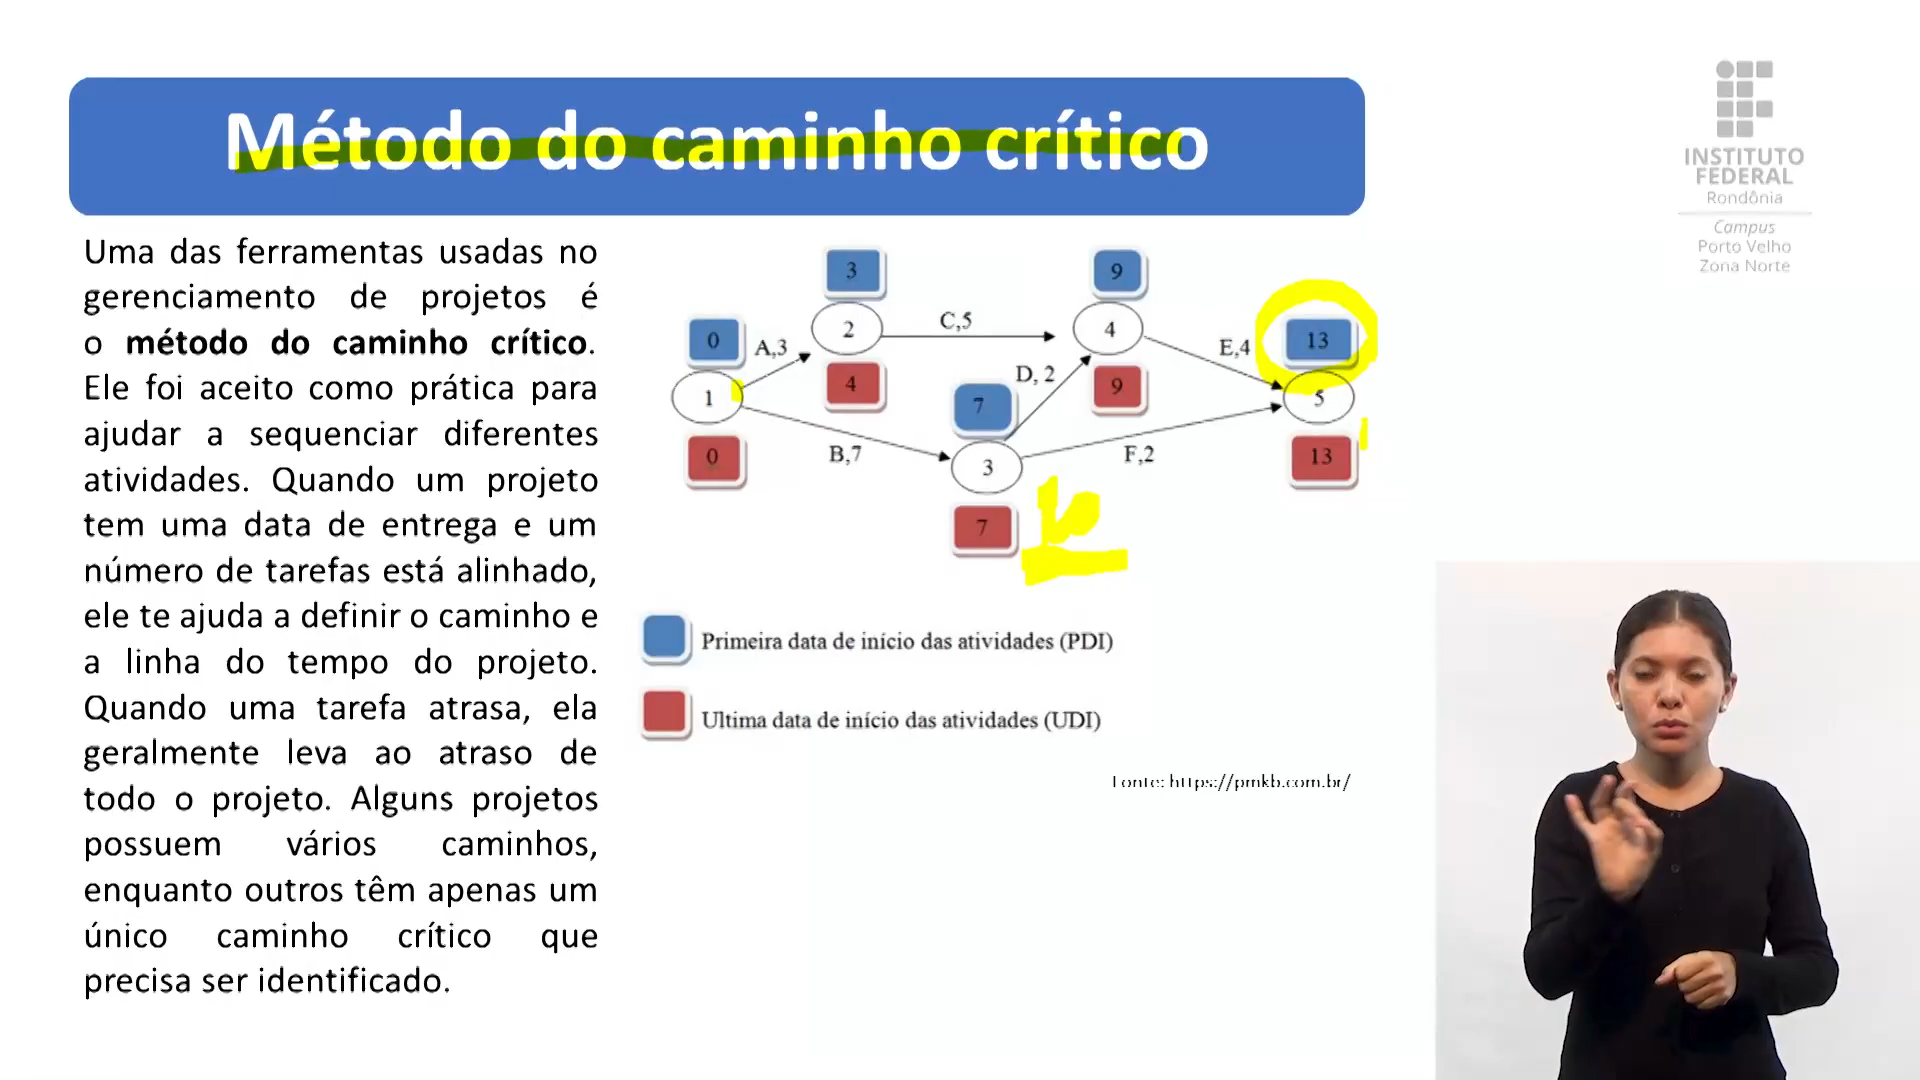 Método do caminho crítico
INSTITUTO
FEDERAL
Rondônia
Campus
Porto Velho
Zona Norte
Uma das ferramentas usadas no
gerenciamento de projetos é
o método do caminho crítico.
Ele foi aceito como prática para
ajudar a sequenciar diferentes
atividades. Quando um projeto
tem uma data de entrega e um
número de tarefas está alinhado,
ele te ajuda a definir o caminho e
a linha do tempo do projeto.
Quando uma tarefa atrasa, ela
geralmente leva ao atraso de
todo o projeto. Alguns projetos
possuem vários caminhos,
enquanto outros têm apenas um
único caminho crítico que
precisa ser identificado.
3
9
0
A,3
2
C,5
4
E,4
13
1
4
D, 2
9
7
5
0
B,7
3
F,2
13
7
Primeira data de início das atividades (PDI)
Ultima data de início das atividades (UDI)
Fonte: https://pmkb.com.br/